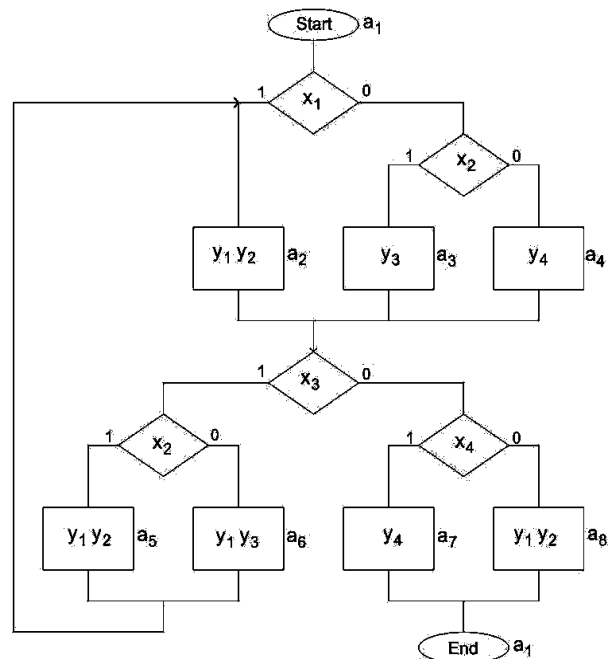 Start a₁
1 x₁ 0
1 x₂ 0
y₁ y₂ a₂ y₃ a₃ y₄ a₄
1 x₃ 0
1 x₂ 0 1 x₄ 0
y₁ y₂ a₅ y₁ y₃ a₆ y₄ a₇ y₁ y₂ a₈
End a₁